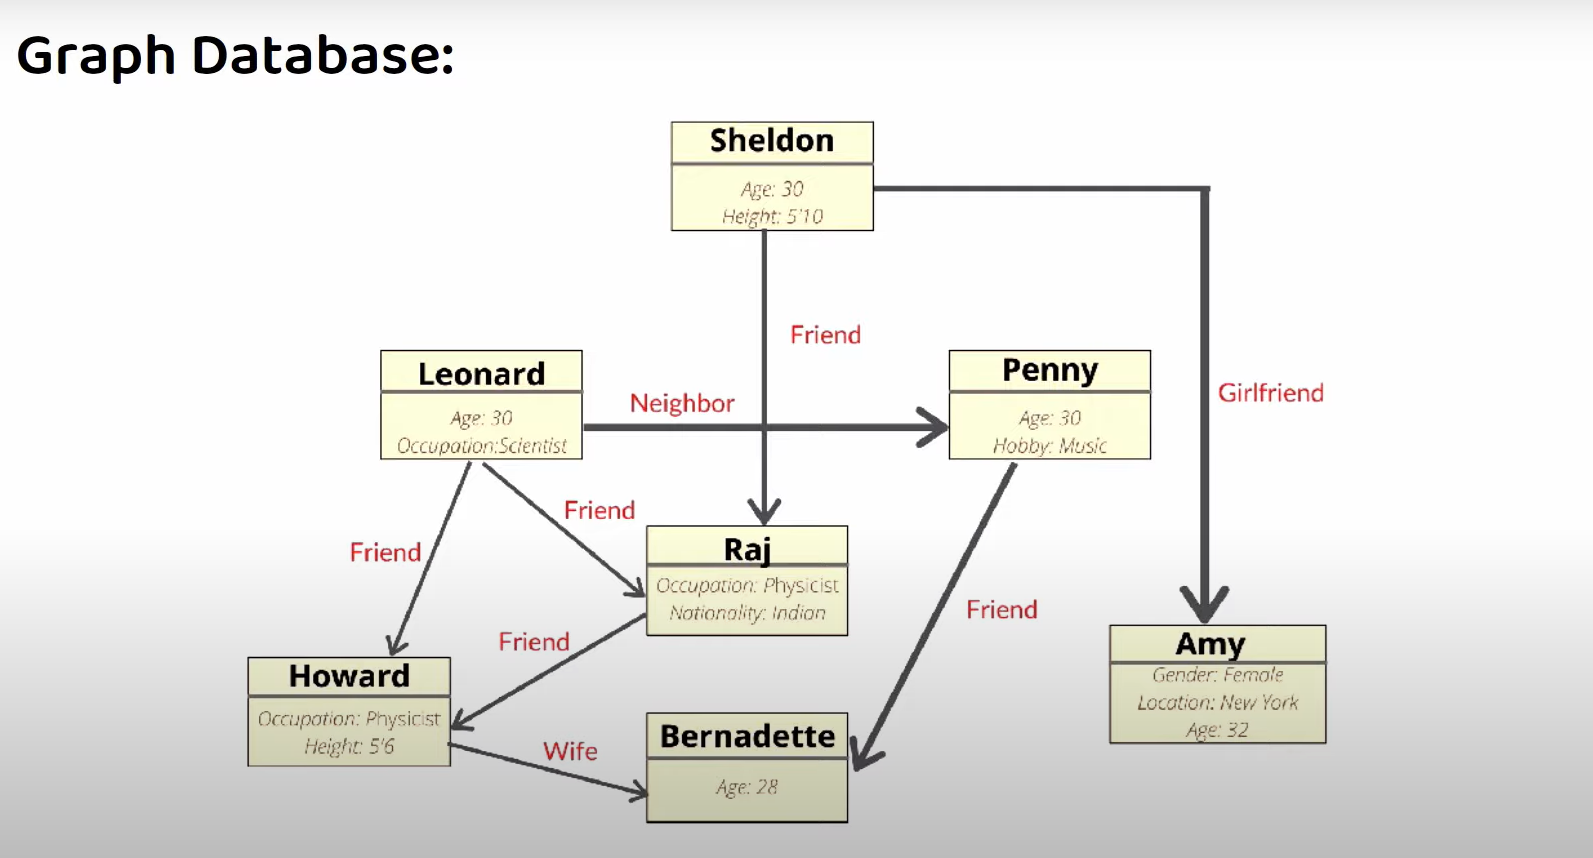 Graph Database:
Sheldon
Age: 30
Height: 5'10
Friend
Leonard
Age: 30
Occupation:Scientist
Neighbor
Penny
Age: 30
Hobby: Music
Girlfriend
Friend
Friend
Raj
Occupation: Physicist
Nationality: Indian
Friend
Friend
Howard
Occupation: Physicist
Height: 5'6
Wife
Bernadette
Age: 28
Amy
Gender: Female
Location: New York
Age: 32